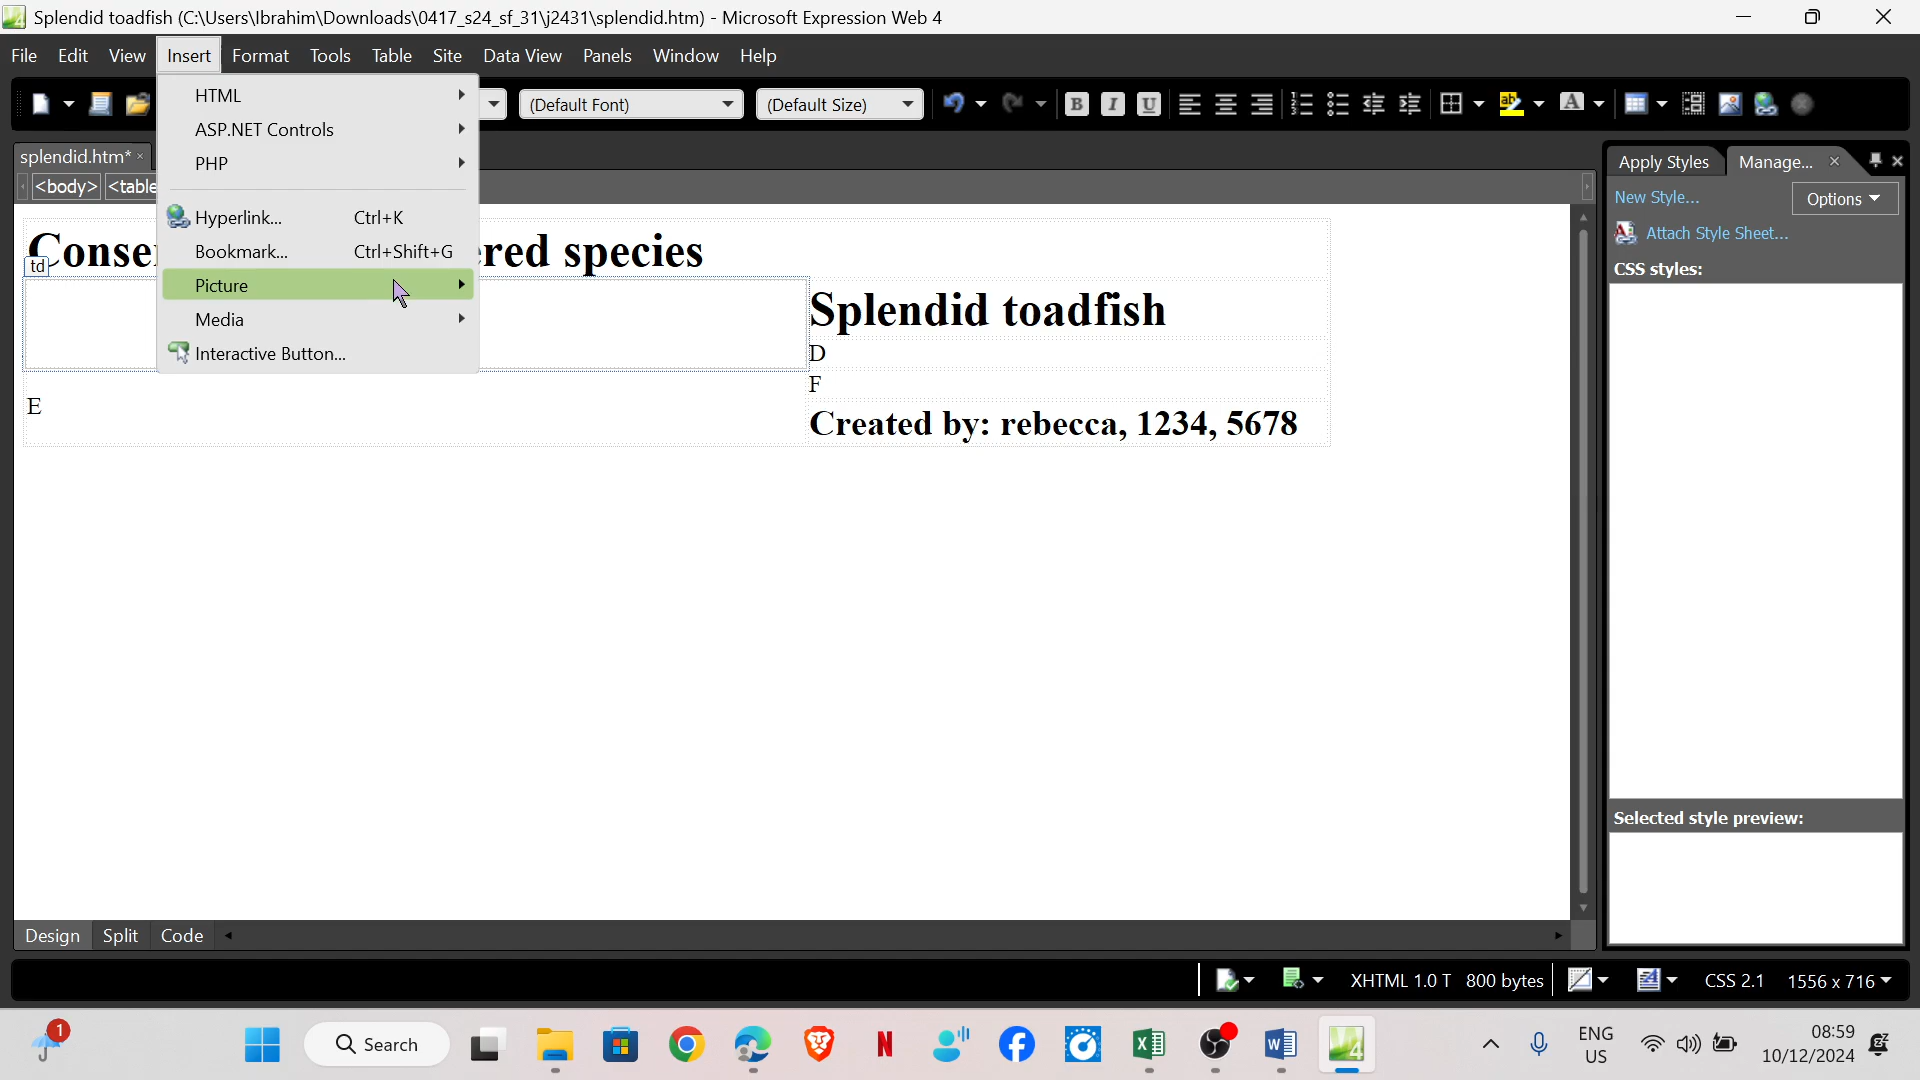 Splendid toadfish (C:\Users\Ibrahim\Downloads\0417_s24_sf_31\j2431\splendid.htm) - Microsoft Expression Web 4
File Edit View Insert Format Tools Table Site Data View Panels Window Help
(Default Font) (Default Size) B I U A
HTML
ASP.NET Controls
PHP
Hyperlink... Ctrl+K
Bookmark... Ctrl+Shift+G
Picture
Media
Interactive Button...
splendid.htm* ×
<body> <table
Conse red species
td
Splendid toadfish
D
F
E
Created by: rebecca, 1234, 5678
Apply Styles Manage...
New Style... Options
Attach Style Sheet...
CSS styles:
Selected style preview:
Design Split Code
XHTML 1.0 T 800 bytes CSS 2.1 1556 x 716
1 Search N 4
ENG
US
08:59
10/12/2024